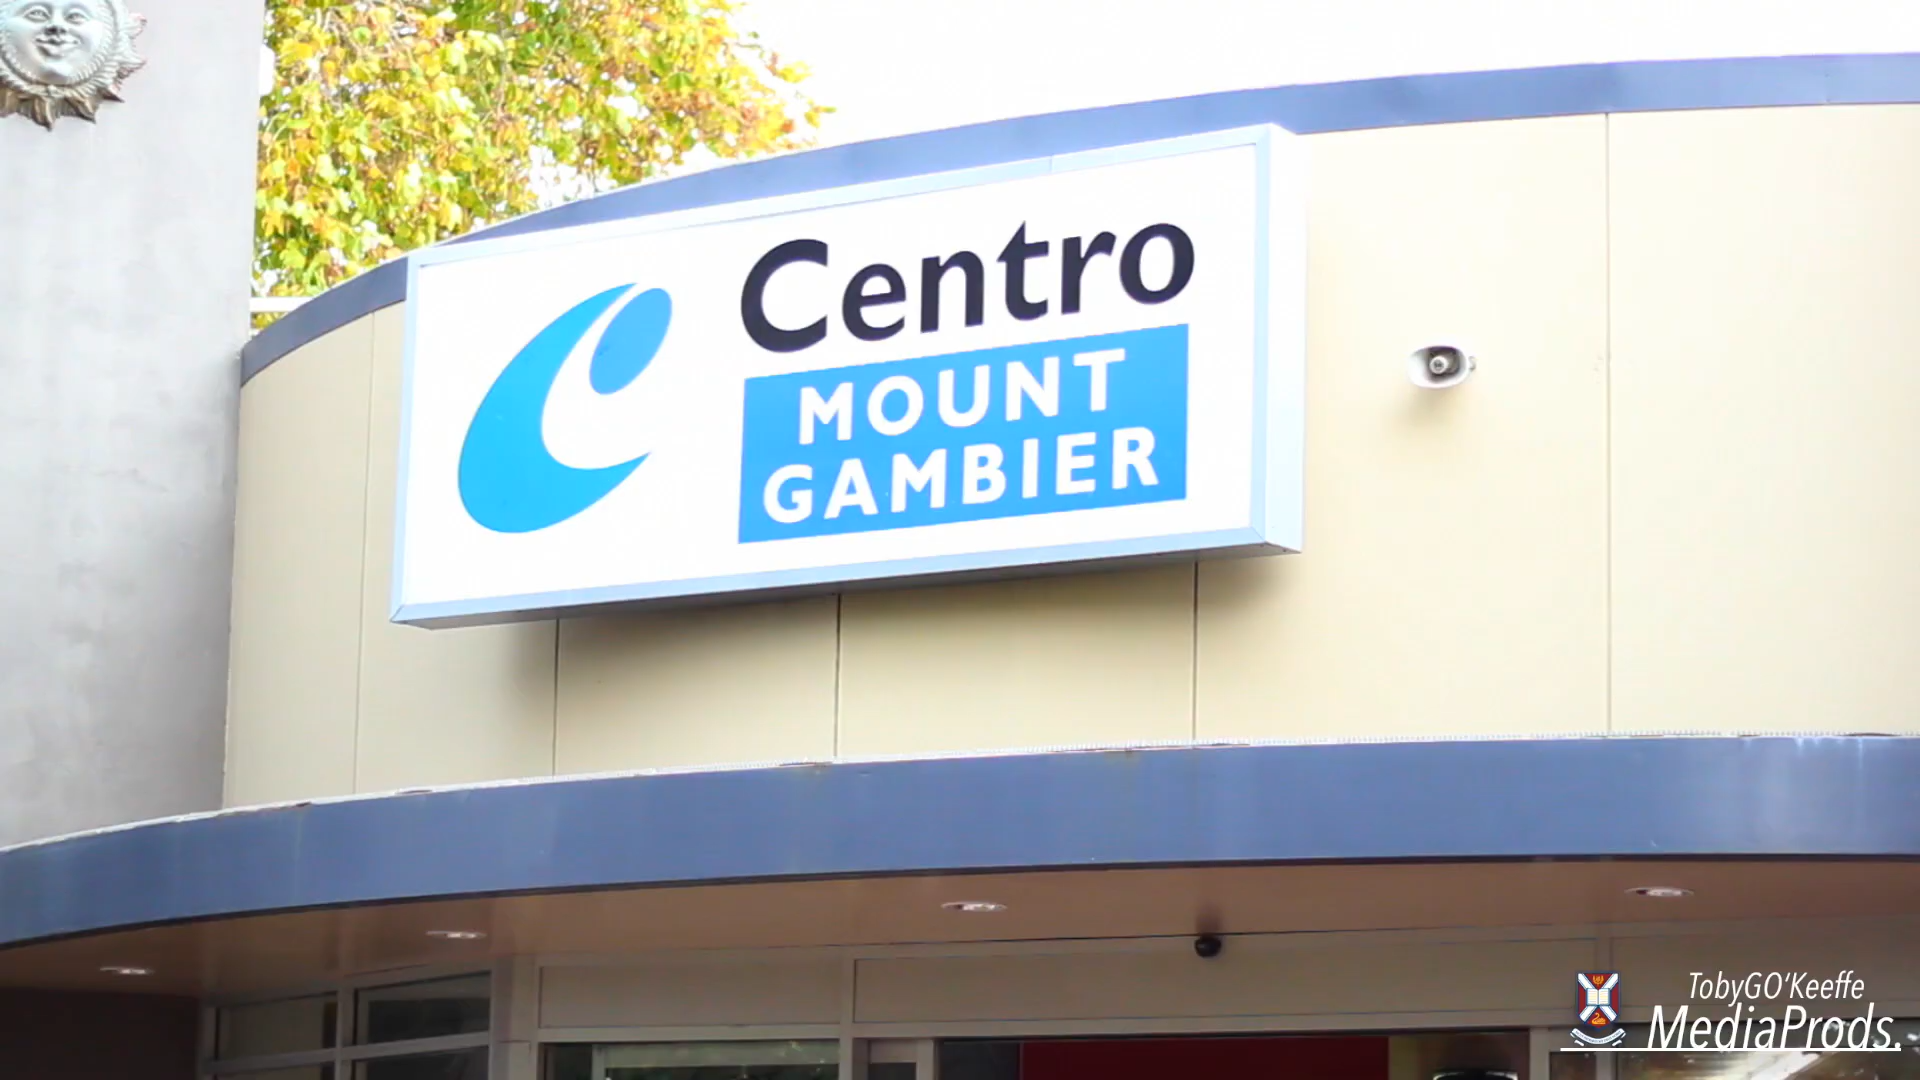 Centro
MOUNT
GAMBIER
TobyGO'Keeffe
MediaProds.